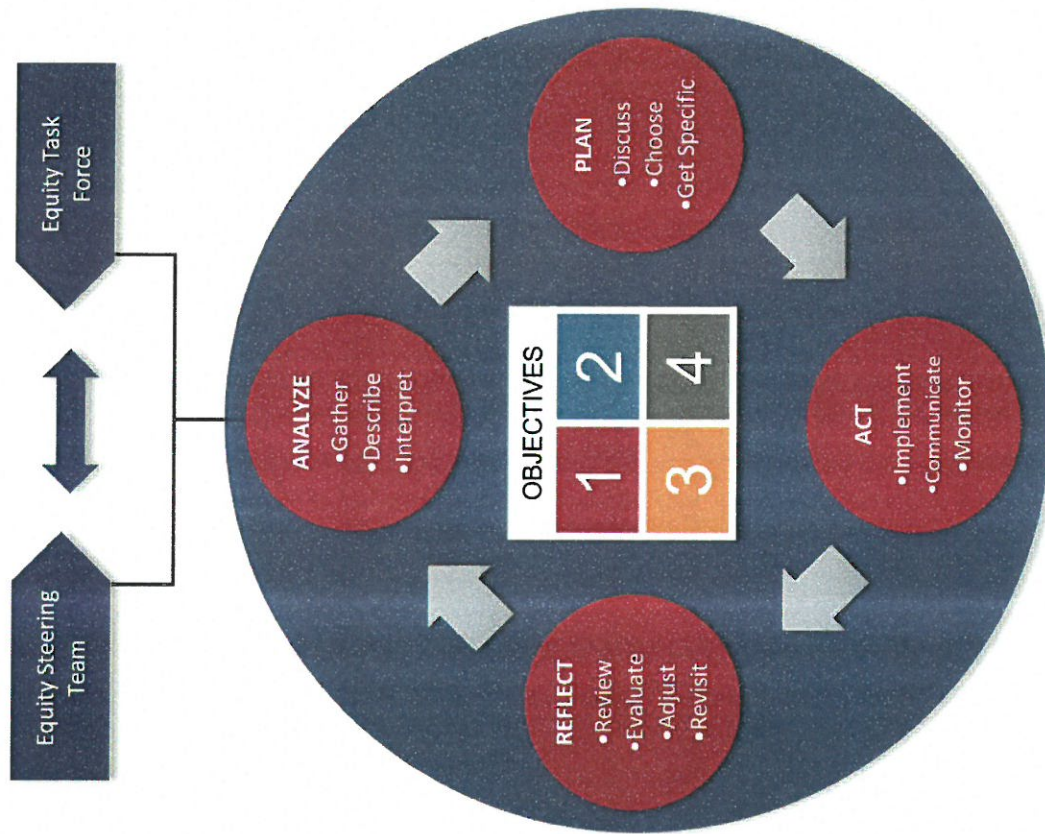 Equity Steering
Team
Equity Task
Force
ANALYZE
•Gather
•Describe
•Interpret
PLAN
•Discuss
•Choose
•Get Specific
ACT
•Implement
•Communicate
•Monitor
REFLECT
•Review
•Evaluate
•Adjust
•Revisit
OBJECTIVES
1 2
3 4